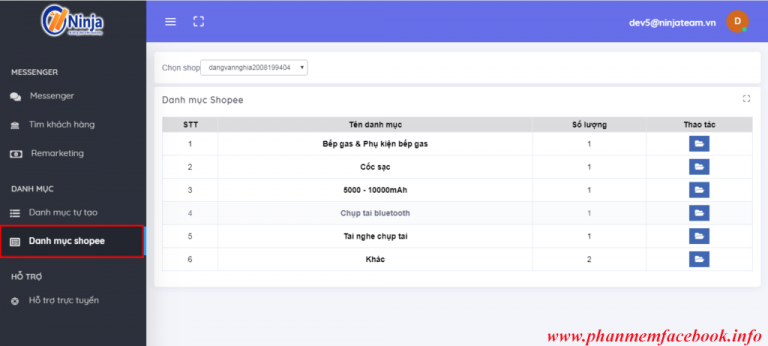 Ninja
dev5@ninjateam.vn
D
MESSENGER
Messenger
Tìm khách hàng
Remarketing
DANH MỤC
Danh mục tự tạo
Danh mục shopee
HỖ TRỢ
Hỗ trợ trực tuyến
Chọn shop dangvannghia2008199404
Danh mục Shopee
STT Tên danh mục Số lượng Thao tác
1 Bếp gas & Phụ kiện bếp gas 1
2 Cốc sạc 1
3 5000 - 10000mAh 1
4 Chụp tai bluetooth 1
5 Tai nghe chụp tai 1
6 Khác 2
www.phanmemfacebook.info